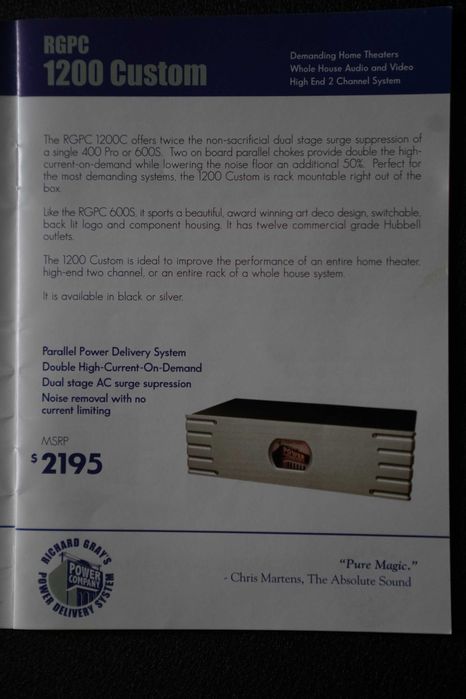 RGPC
1200 Custom
Demanding Home Theaters
Whole House Audio and Video
High End 2 Channel System
The RGPC 1200C offers twice the non-sacrificial dual stage surge suppression of
a single 400 Pro or 600S. Two on board parallel chokes provide double the high-
current-on-demand while lowering the noise floor an additional 50%. Perfect for
the most demanding systems, the 1200 Custom is rack mountable right out of the
box.
Like the RGPC 600S, it sports a beautiful, award winning art deco design, switchable,
back lit logo and component housing. It has twelve commercial grade Hubbell
outlets.
The 1200 Custom is ideal to improve the performance of an entire home theater,
high-end two channel, or an entire rack of a whole house system.
It is available in black or silver.
Parallel Power Delivery System
Double High-Current-On-Demand
Dual stage AC surge supression
Noise removal with no
current limiting
MSRP
$2195
POWER
RICHARD GRAY'S
POWER
COMPANY
POWER DELIVERY SYSTEM
"Pure Magic."
- Chris Martens, The Absolute Sound